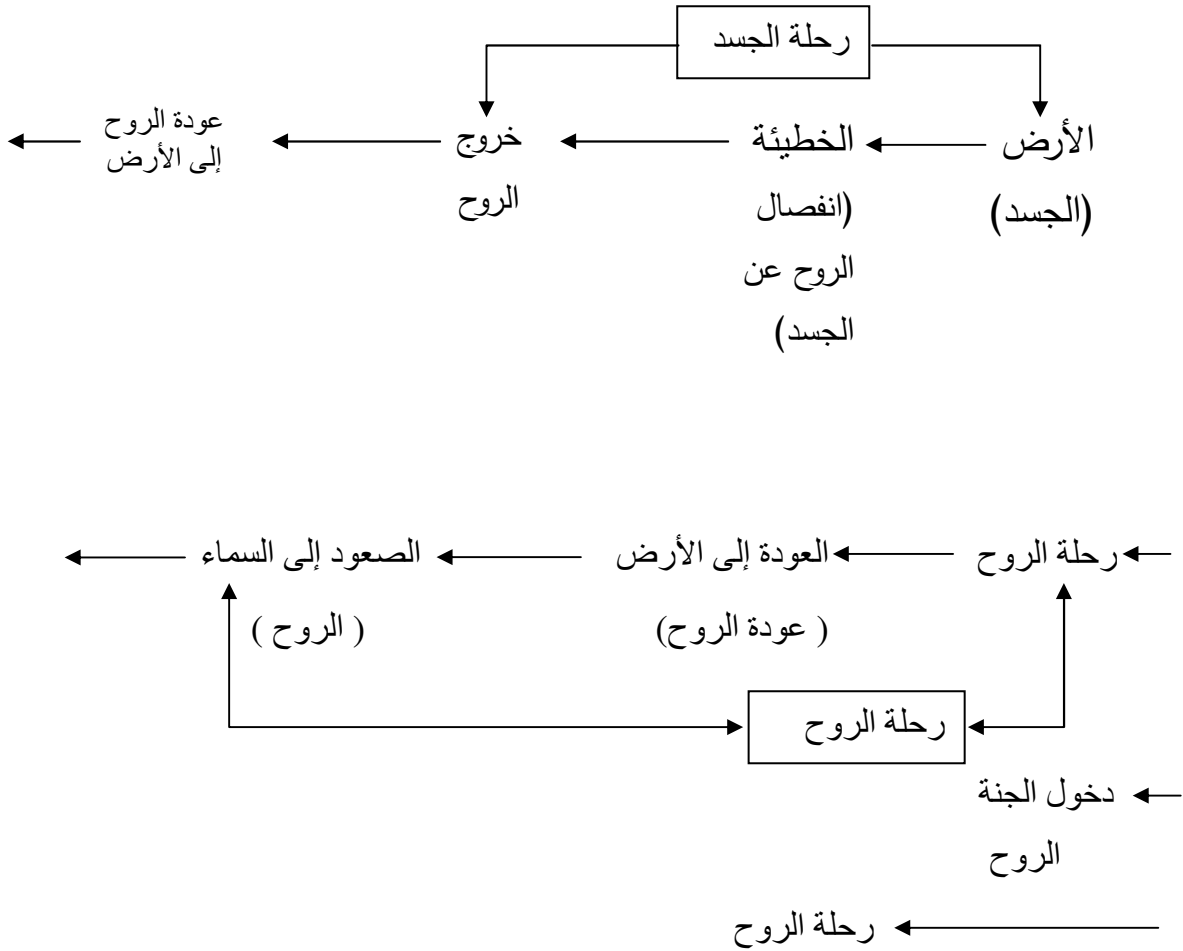 رحلة الجسد
الأرض
(الجسد)
الخطيئة
(انفصال
الروح عن
الجسد)
خروج
الروح
عودة الروح
إلى الأرض
رحلة الروح
العودة إلى الأرض
( عودة الروح)
الصعود إلى السماء
( الروح )
رحلة الروح
دخول الجنة
الروح
رحلة الروح